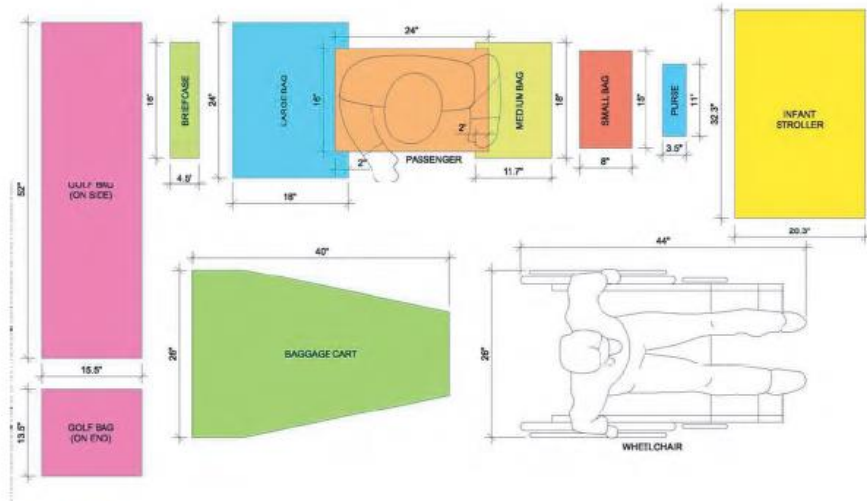 24"
52"
18"
BRIEFCASE
4.5'
24"
LARGE BAG
18"
16"
2"
2'
PASSENGER
MEDIUM BAG
18"
11.7"
SMALL BAG
15"
8"
PURSE
11'
3.5"
32.3"
INFANT
STROLLER
20.3"
GOLF BAG
(ON SIDE)
15.5"
13.5"
GOLF BAG
(ON END)
40"
26"
BAGGAGE CART
44"
26"
WHEELCHAIR